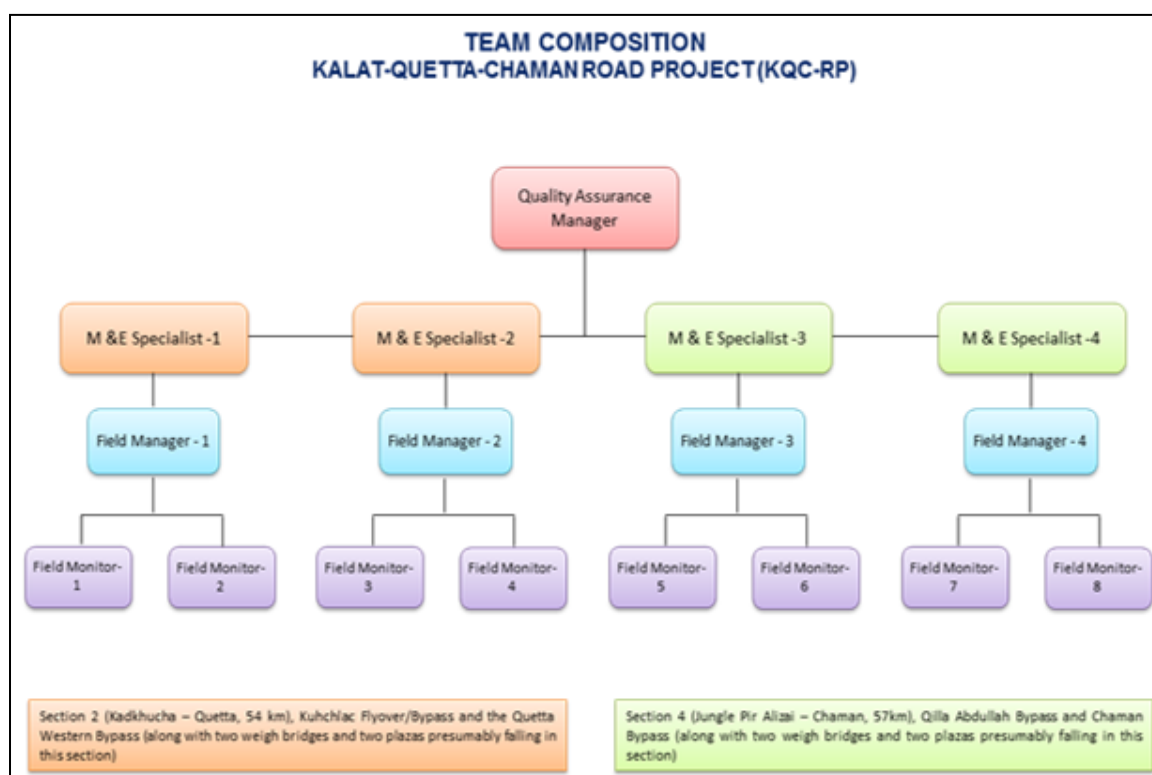 TEAM COMPOSITION
KALAT-QUETTA-CHAMAN ROAD PROJECT (KQC-RP)
Quality Assurance
Manager
M &E Specialist -1
M & E Specialist -2
M & E Specialist -3
M & E Specialist -4
Field Manager - 1
Field Manager - 2
Field Manager - 3
Field Manager - 4
Field Monitor-
1
Field Monitor-
2
Field Monitor-
3
Field Monitor-
4
Field Monitor-
5
Field Monitor-
6
Field Monitor-
7
Field Monitor-
8
Section 2 (Kadkhucha – Quetta, 54 km), Kuhchlac Flyover/Bypass and the Quetta
Western Bypass (along with two weigh bridges and two plazas presumably falling in
this section)
Section 4 (Jungle Pir Alizai – Chaman, 57km), Qilla Abdullah Bypass and Chaman
Bypass (along with two weigh bridges and two plazas presumably falling in this
section)